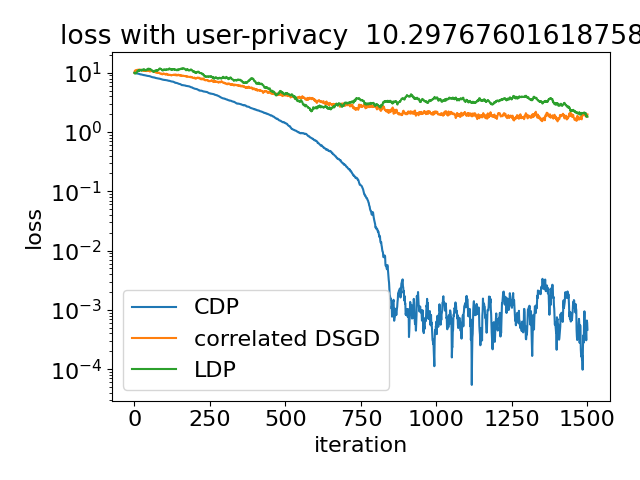 loss with user-privacy 10.29767601618758
loss
10¹
10⁰
10⁻¹
10⁻²
10⁻³
10⁻⁴
CDP
correlated DSGD
LDP
0 250 500 750 1000 1250 1500
iteration